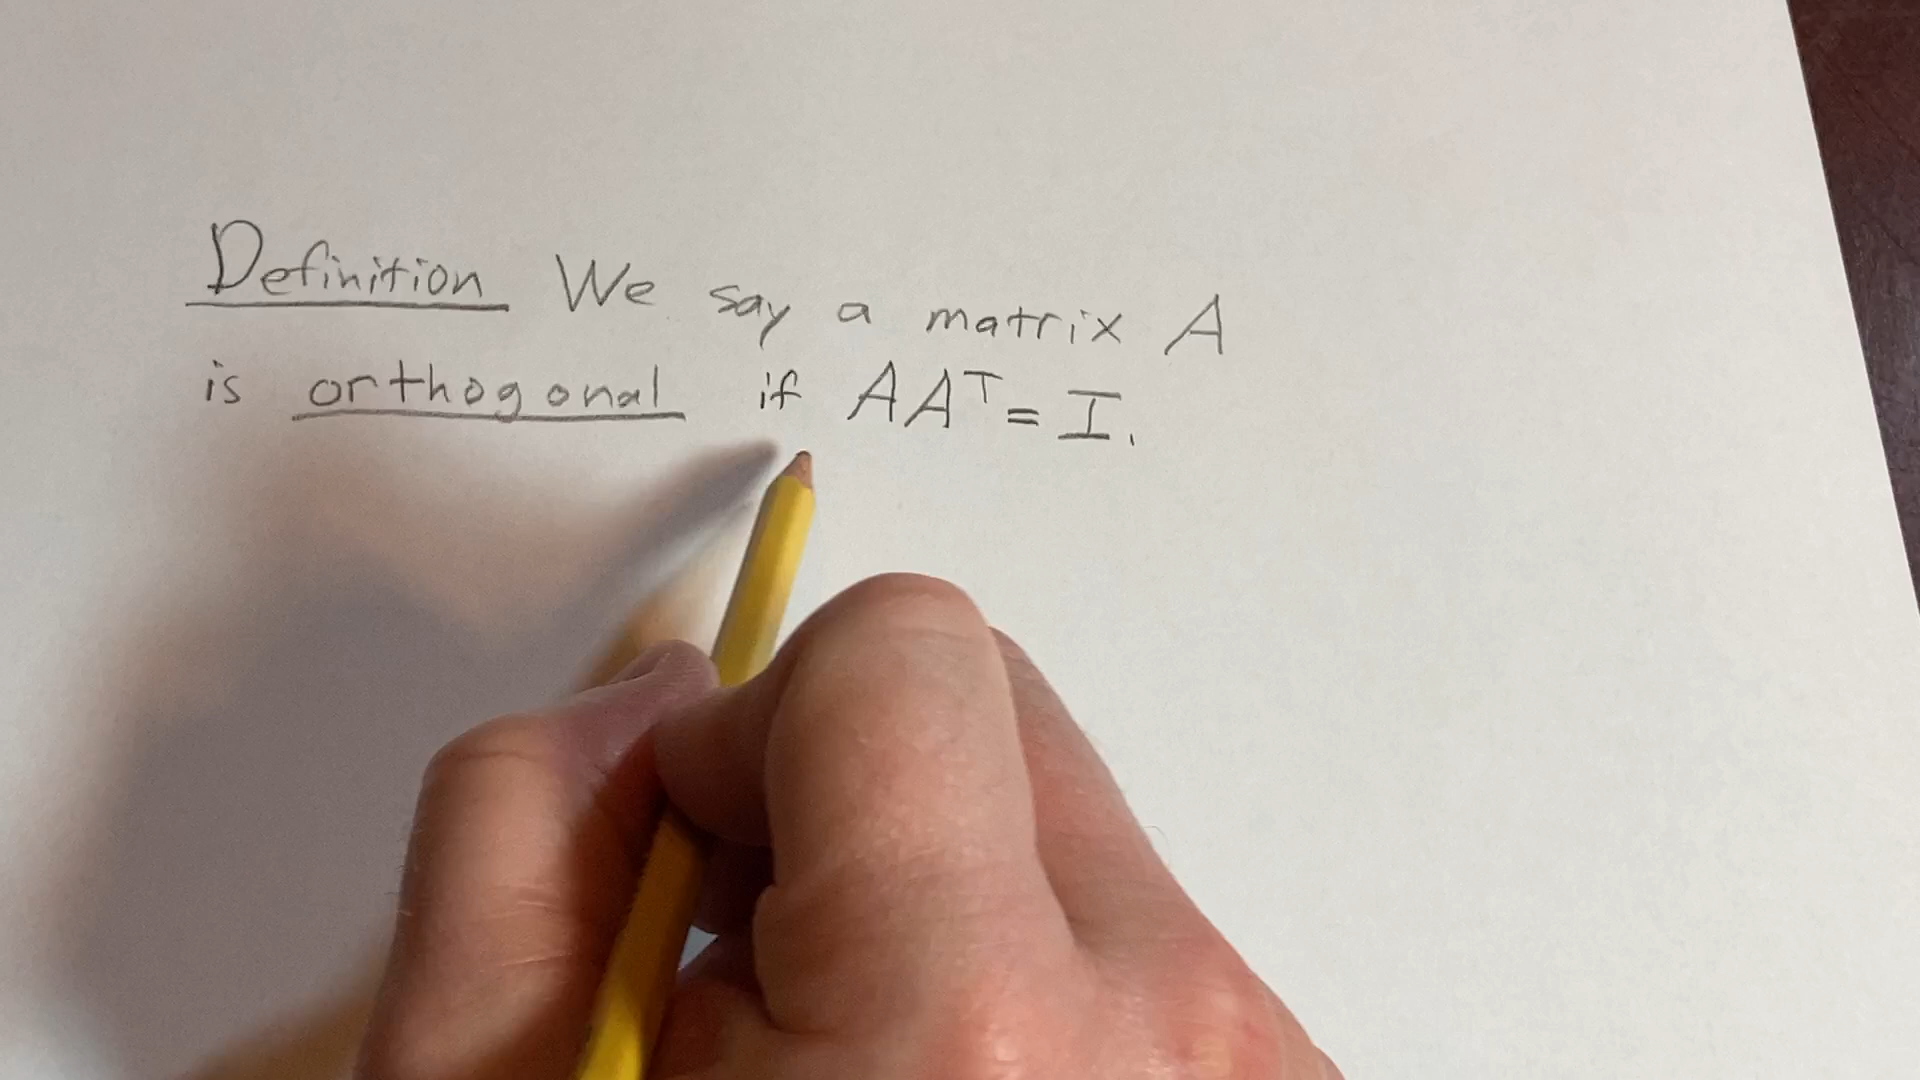 Definition We say a matrix A
is orthogonal if AAᵀ = I.